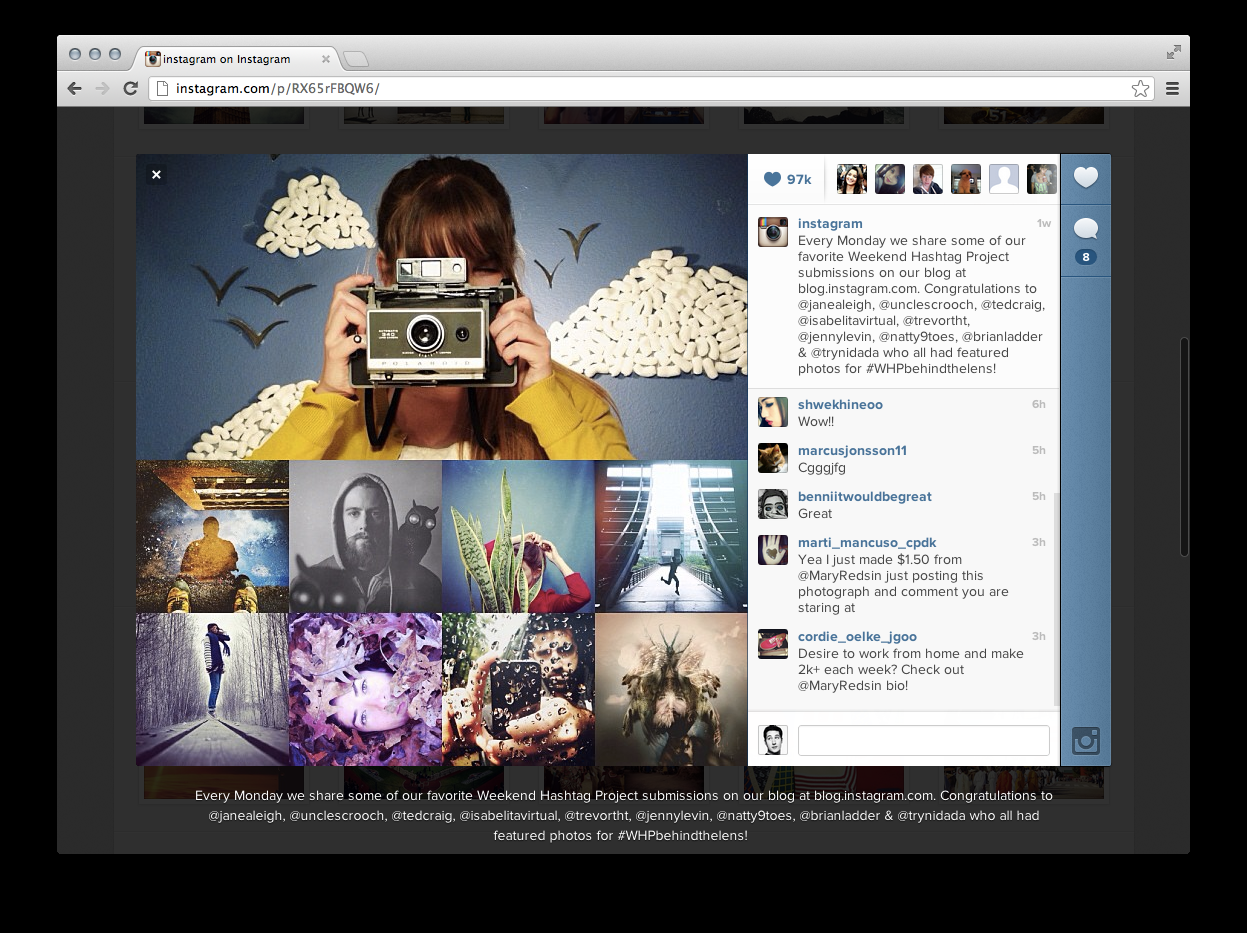 instagram on Instagram
instagram.com/p/RX65rFBQW6/
97k
instagram 1w
Every Monday we share some of our
favorite Weekend Hashtag Project
submissions on our blog at
blog.instagram.com. Congratulations to
@janealeigh, @unclescrooch, @tedcraig,
@isabelitavirtual, @trevortht,
@jennylevin, @natty9toes, @brianladder
& @trynidada who all had featured
photos for #WHPbehindthelens!
8
shwekhineoo 6h
Wow!!
marcusjonsson11 5h
Cgggjfg
benniitwouldbegreat 5h
Great
marti_mancuso_cpdk 3h
Yea I just made $1.50 from
@MaryRedsin just posting this
photograph and comment you are
staring at
cordie_oelke_jgoo 3h
Desire to work from home and make
2k+ each week? Check out
@MaryRedsin bio!
POLAROID
Every Monday we share some of our favorite Weekend Hashtag Project submissions on our blog at blog.instagram.com. Congratulations to
@janealeigh, @unclescrooch, @tedcraig, @isabelitavirtual, @trevortht, @jennylevin, @natty9toes, @brianladder & @trynidada who all had
featured photos for #WHPbehindthelens!